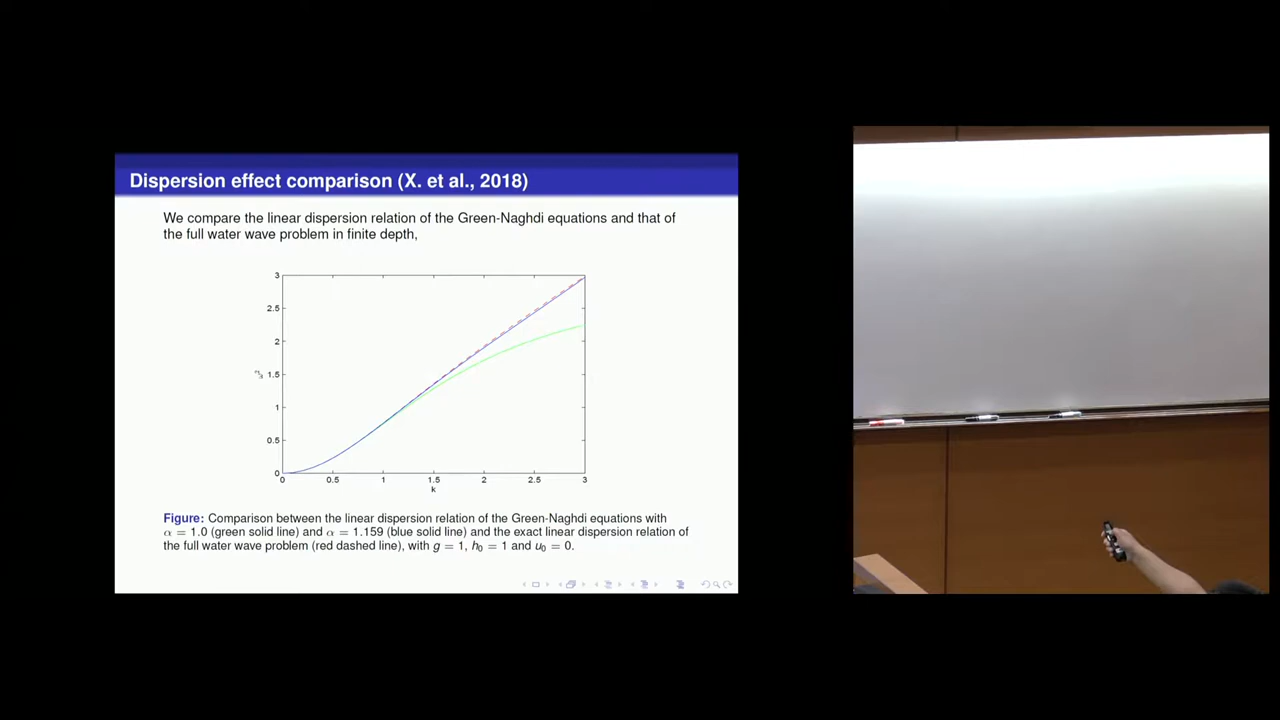 Dispersion effect comparison (X. et al., 2018)
We compare the linear dispersion relation of the Green-Naghdi equations and that of
the full water wave problem in finite depth,
3
2.5
2
1.5
1
0.5
0
0 0.5 1 1.5 2 2.5 3
k
Figure: Comparison between the linear dispersion relation of the Green-Naghdi equations with
α = 1.0 (green solid line) and α = 1.159 (blue solid line) and the exact linear dispersion relation of
the full water wave problem (red dashed line), with g = 1, h₀ = 1 and u₀ = 0.